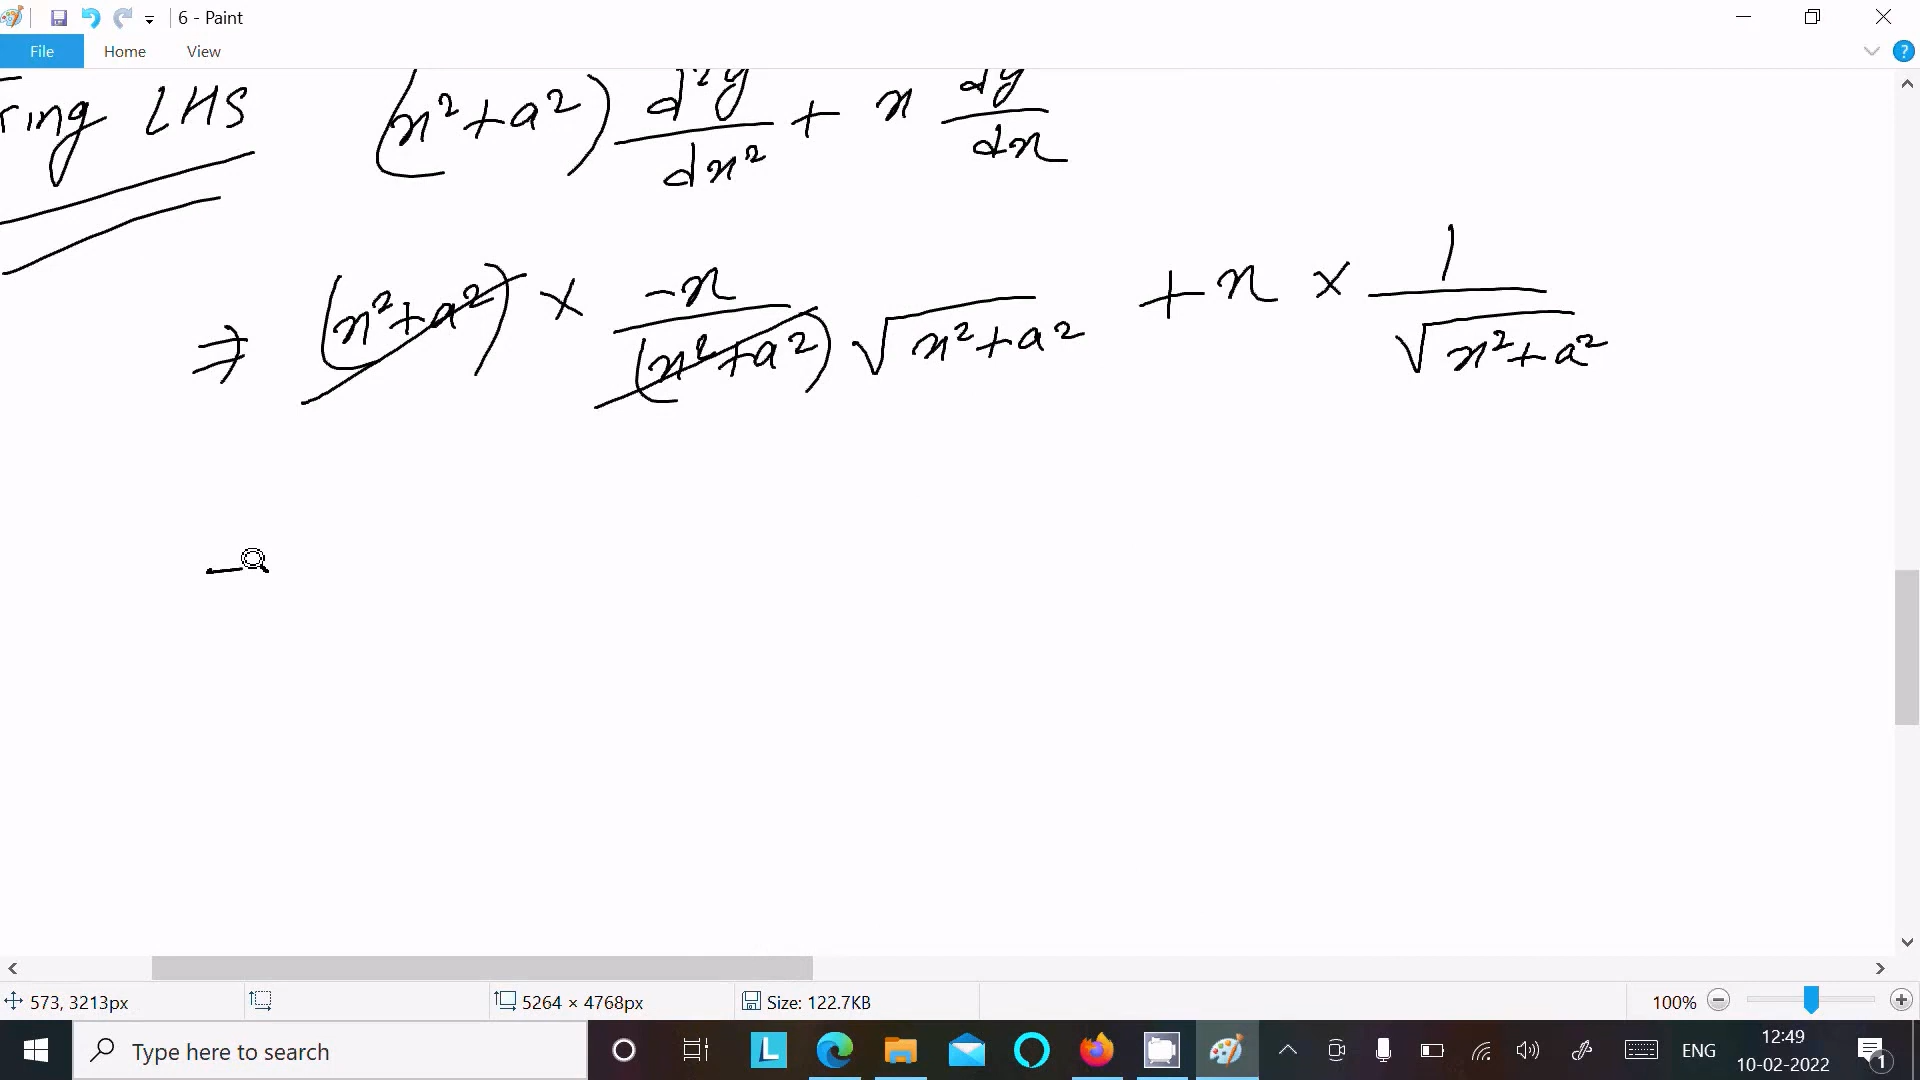 6 - Paint
File Home View
ring LHS (x²+a²) d²y/dx² + x dy/dx
⇒ (x²+a²) × -x/((x²+a²)√(x²+a²)) + x × 1/√(x²+a²)
573, 3213px 5264 × 4768px Size: 122.7KB 100%
Type here to search L ENG 12:49
10-02-2022 1